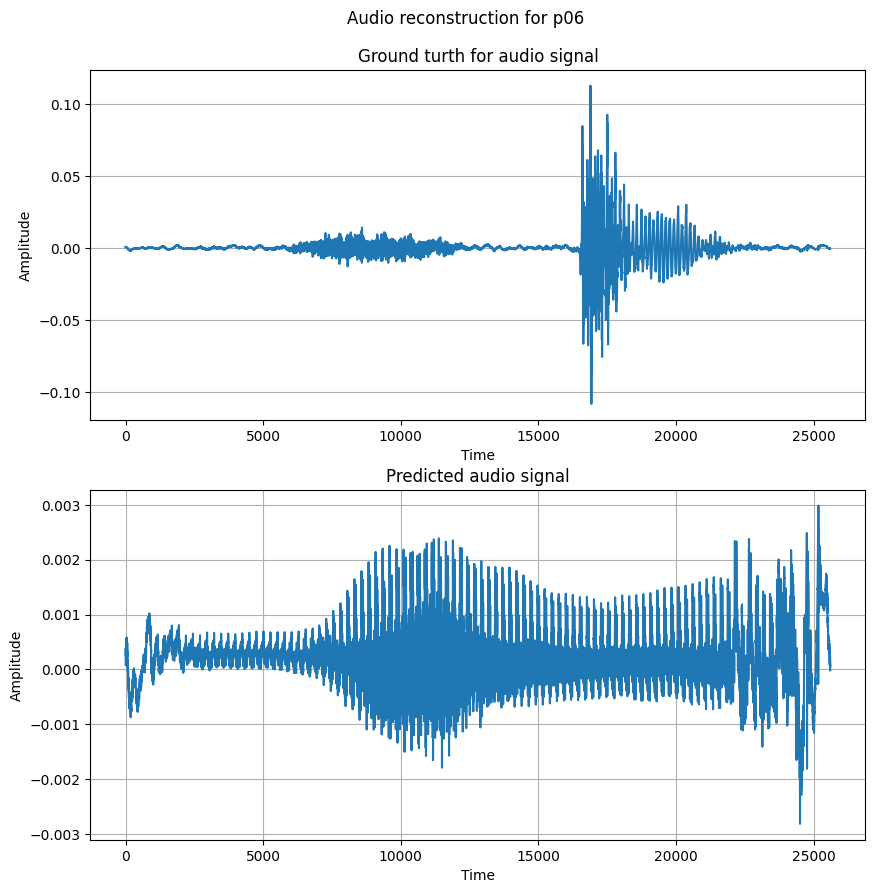 Audio reconstruction for p06
Ground turth for audio signal
0.10
0.05
0.00
−0.05
−0.10
Amplitude
0 5000 10000 15000 20000 25000
Time
Predicted audio signal
0.003
0.002
0.001
0.000
−0.001
−0.002
−0.003
Amplitude
0 5000 10000 15000 20000 25000
Time